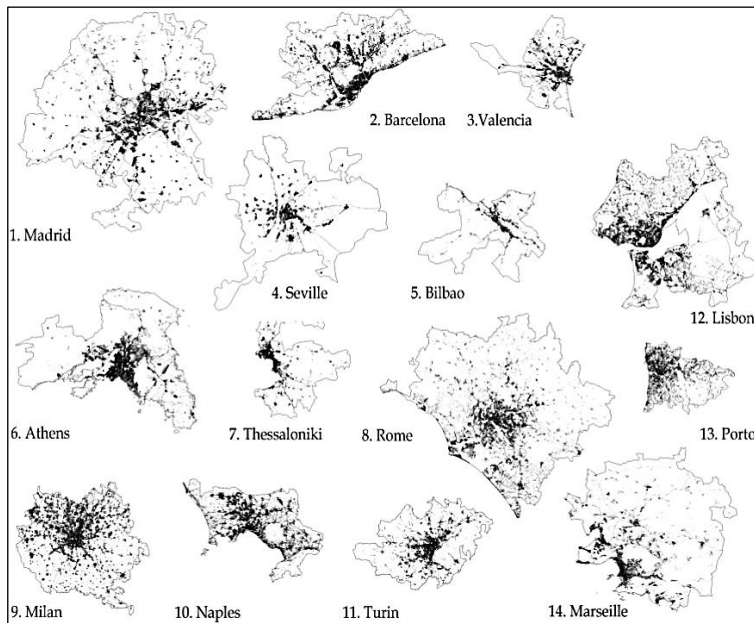 2. Barcelona
3.Valencia
1. Madrid
4. Seville
5. Bilbao
12. Lisbon
6. Athens
7. Thessaloniki
8. Rome
13. Porto
9. Milan
10. Naples
11. Turin
14. Marseille